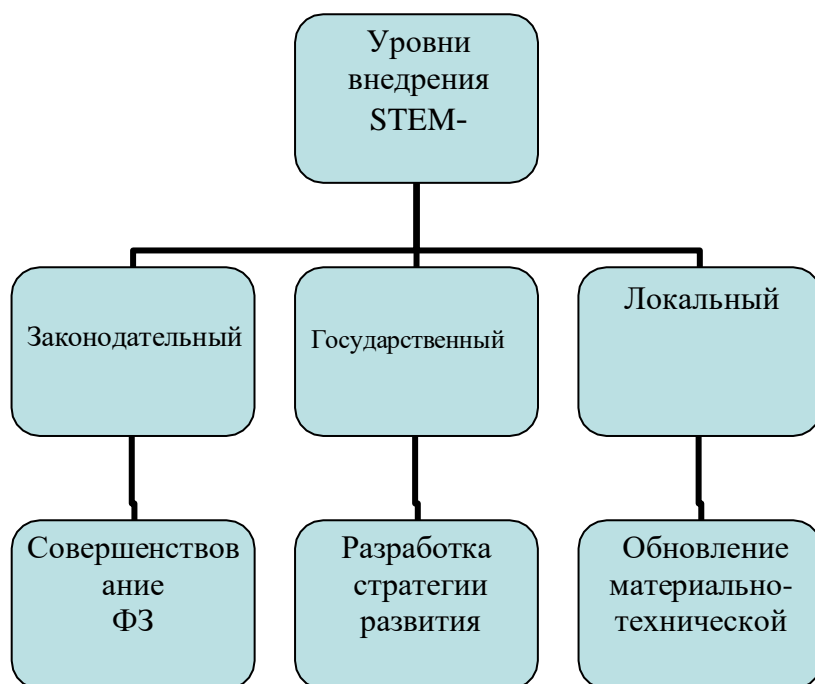 Уровни
внедрения
STEM-
Законодательный
Государственный
Локальный
Совершенствов
ание
ФЗ
Разработка
стратегии
развития
Обновление
материально-
технической